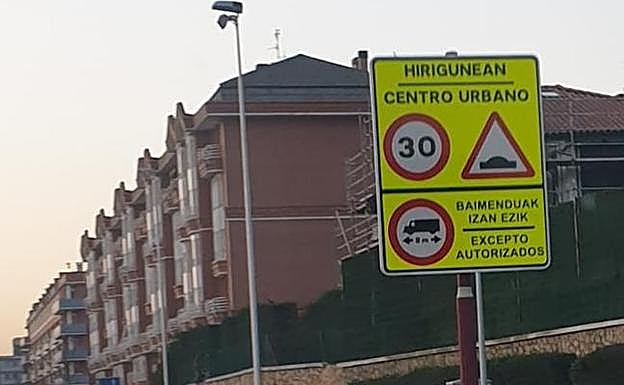 HIRIGUNEAN
CENTRO URBANO
30
BAIMENDUAK
IZAN EZIK
EXCEPTO
AUTORIZADOS